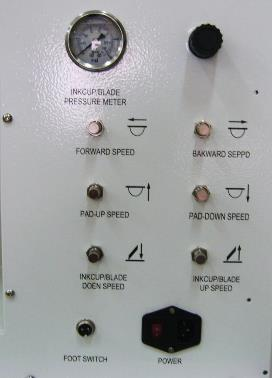 psi
INKCUP/BLADE
PRESSURE METER
FORWARD SPEED
BAKWARD SEPPD
PAD-UP SPEED
PAD-DOWN SPEED
INKCUP/BLADE
DOEN SPEED
INKCUP/BLADE
UP SPEED
FOOT SWITCH
POWER